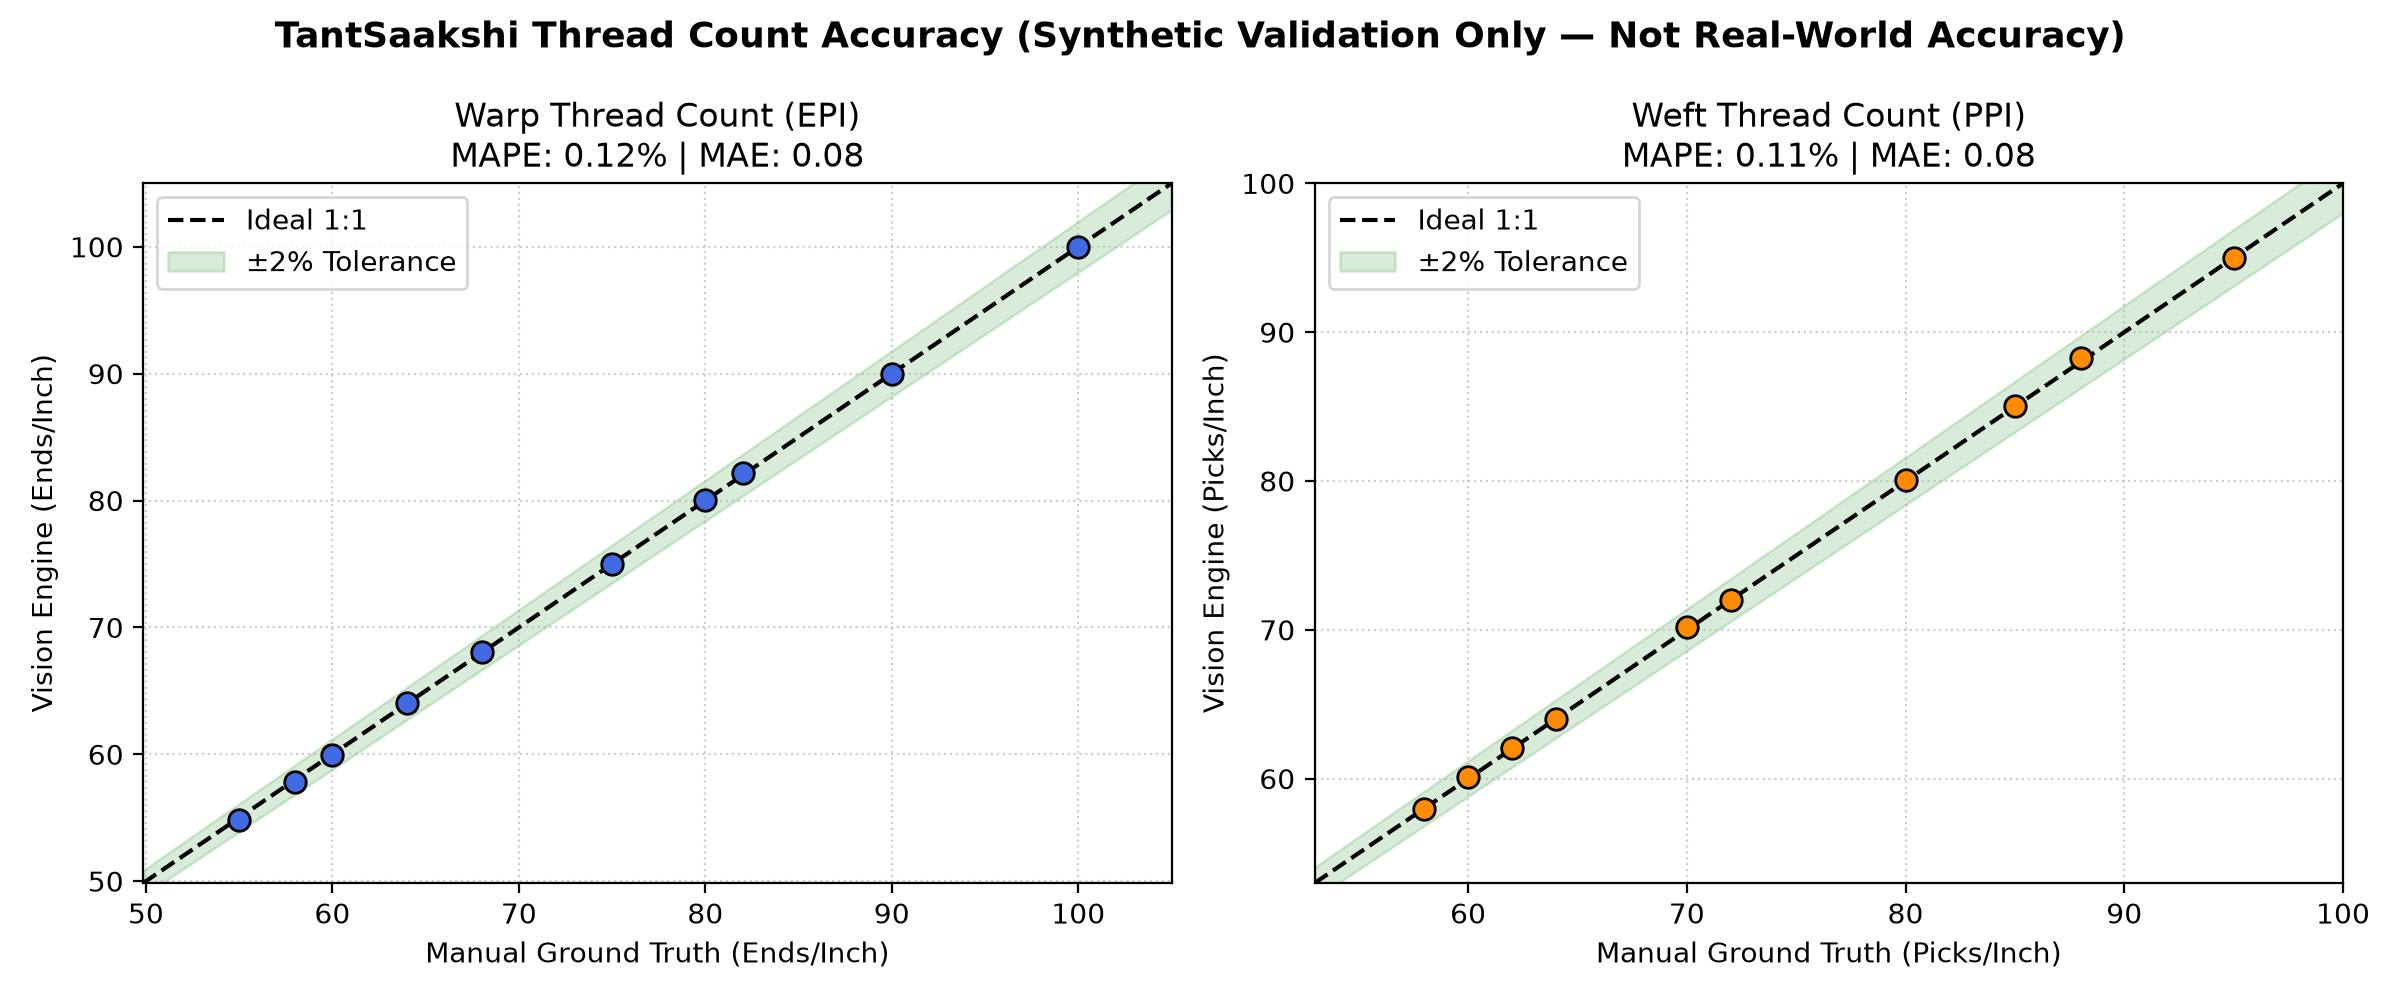 TantSaakshi Thread Count Accuracy (Synthetic Validation Only — Not Real-World Accuracy)
Warp Thread Count (EPI)
MAPE: 0.12% | MAE: 0.08
Ideal 1:1
±2% Tolerance
Vision Engine (Ends/Inch)
100
90
80
70
60
50
50 60 70 80 90 100
Manual Ground Truth (Ends/Inch)
Weft Thread Count (PPI)
MAPE: 0.11% | MAE: 0.08
Ideal 1:1
±2% Tolerance
Vision Engine (Picks/Inch)
100
90
80
70
60
60 70 80 90 100
Manual Ground Truth (Picks/Inch)